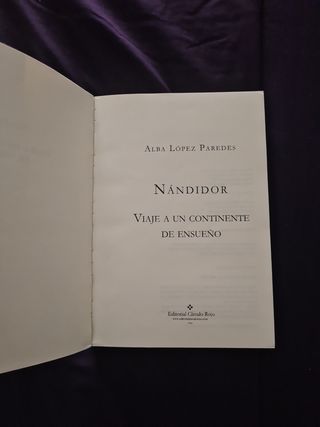 Alba López Paredes
Nándidor
Viaje a un continente
de ensueño
Editorial Círculo Rojo